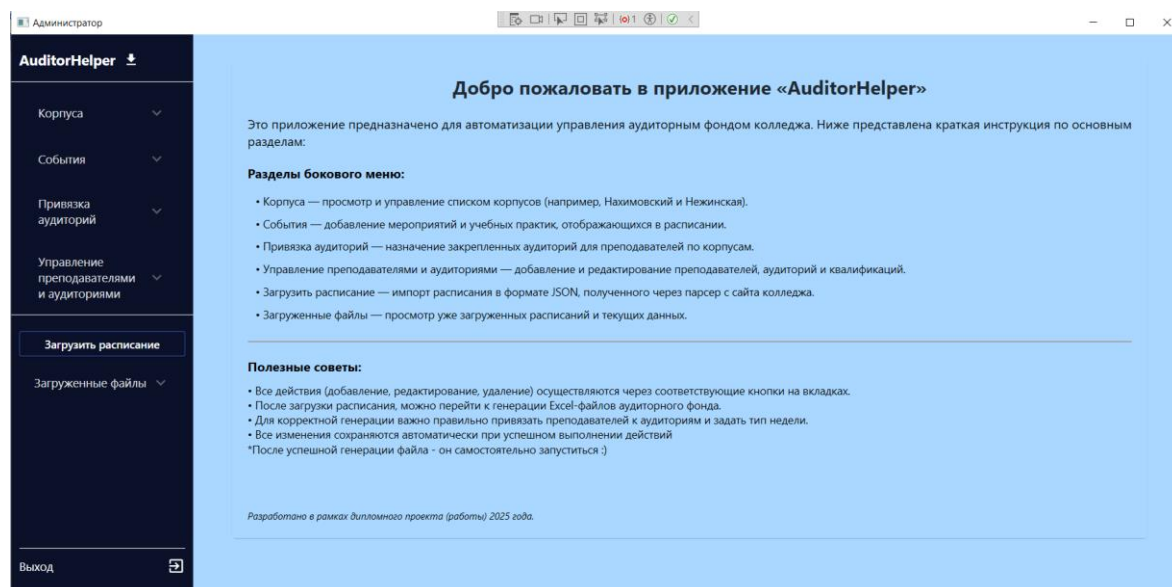 Администратор
1
AuditorHelper
Корпуса
События
Привязка
аудиторий
Управление
преподавателями
и аудиториями
Загрузить расписание
Загруженные файлы
Выход
Добро пожаловать в приложение «AuditorHelper»
Это приложение предназначено для автоматизации управления аудиторным фондом колледжа. Ниже представлена краткая инструкция по основным
разделам:
Разделы бокового меню:
• Корпуса — просмотр и управление списком корпусов (например, Нахимовский и Нежинская).
• События — добавление мероприятий и учебных практик, отображающихся в расписании.
• Привязка аудиторий — назначение закрепленных аудиторий для преподавателей по корпусам.
• Управление преподавателями и аудиториями — добавление и редактирование преподавателей, аудиторий и квалификаций.
• Загрузить расписание — импорт расписания в формате JSON, полученного через парсер с сайта колледжа.
• Загруженные файлы — просмотр уже загруженных расписаний и текущих данных.
Полезные советы:
• Все действия (добавление, редактирование, удаление) осуществляются через соответствующие кнопки на вкладках.
• После загрузки расписания, можно перейти к генерации Excel-файлов аудиторного фонда.
• Для корректной генерации важно правильно привязать преподавателей к аудиториям и задать тип недели.
• Все изменения сохраняются автоматически при успешном выполнении действий
*После успешной генерации файла - он самостоятельно запуститься :)
Разработано в рамках дипломного проекта (работы) 2025 года.